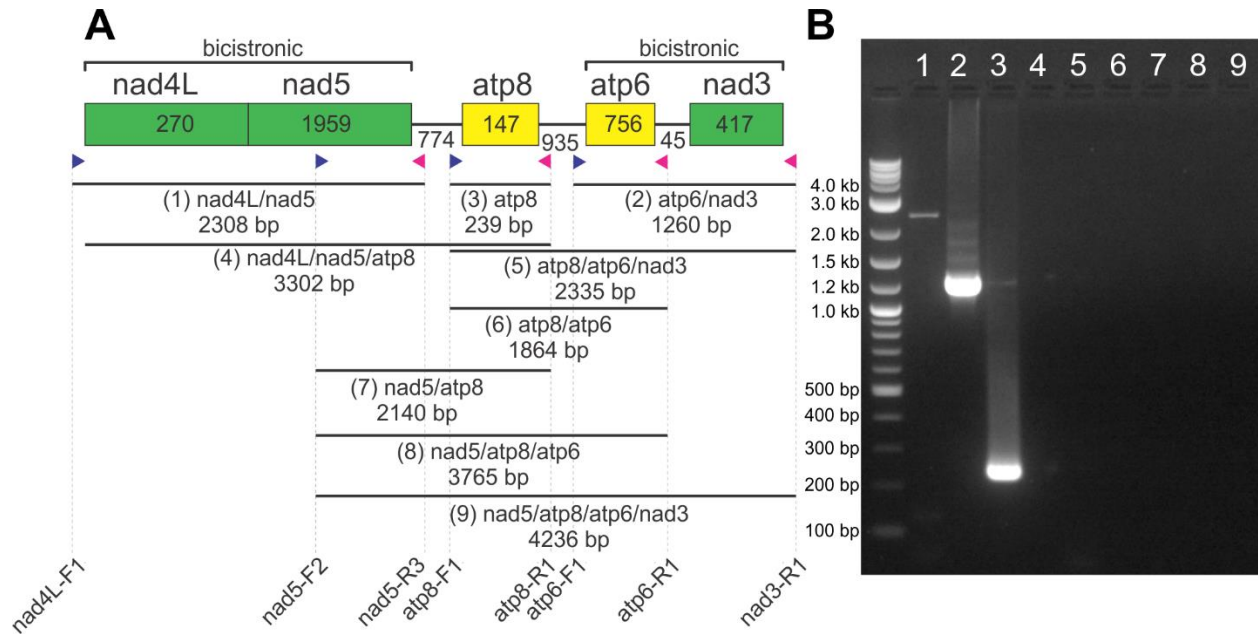 A
bicistronic
bicistronic
nad4L nad5 atp8 atp6 nad3
270 1959 147 756 417
774 935 45
(1) nad4L/nad5
2308 bp
(3) atp8
239 bp
(2) atp6/nad3
1260 bp
(4) nad4L/nad5/atp8
3302 bp
(5) atp8/atp6/nad3
2335 bp
(6) atp8/atp6
1864 bp
(7) nad5/atp8
2140 bp
(8) nad5/atp8/atp6
3765 bp
(9) nad5/atp8/atp6/nad3
4236 bp
nad4L-F1
nad5-F2
nad5-R3
atp8-F1
atp8-R1
atp6-F1
atp6-R1
nad3-R1
B
1 2 3 4 5 6 7 8 9
4.0 kb
3.0 kb
2.0 kb
1.5 kb
1.2 kb
1.0 kb
500 bp
400 bp
300 bp
200 bp
100 bp